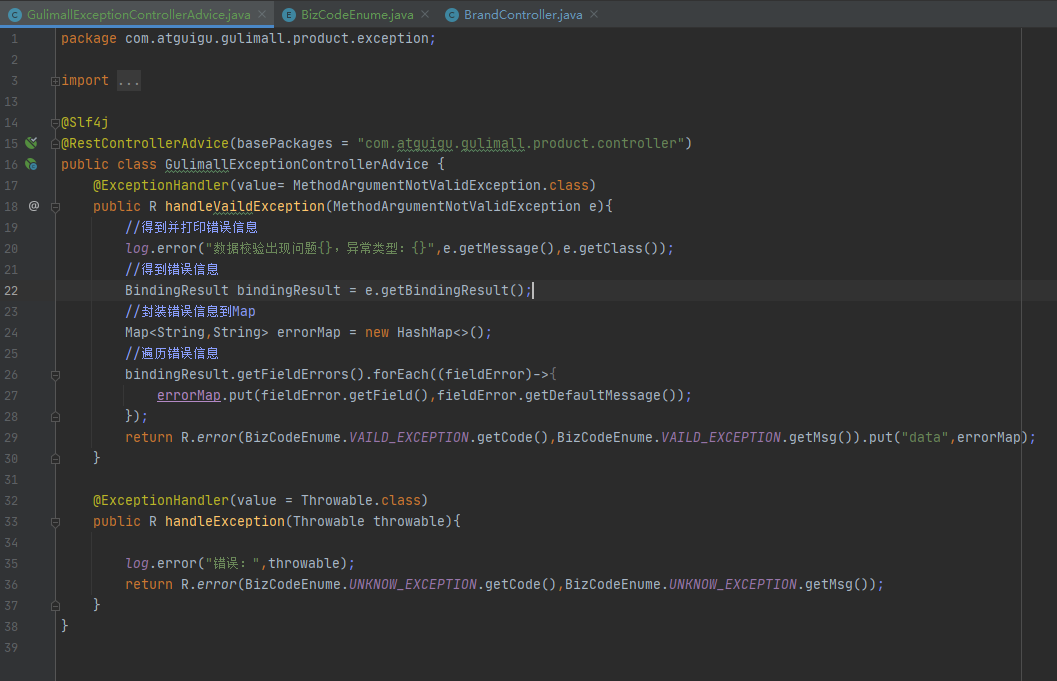 GulimallExceptionControllerAdvice.java × BizCodeEnume.java × BrandController.java ×
1 package com.atguigu.gulimall.product.exception;
2
3 import ...
13
14 @Slf4j
15 @RestControllerAdvice(basePackages = "com.atguigu.gulimall.product.controller")
16 public class GulimallExceptionControllerAdvice {
17 @ExceptionHandler(value= MethodArgumentNotValidException.class)
18 @ public R handleVaildException(MethodArgumentNotValidException e){
19 //得到并打印错误信息
20 log.error("数据校验出现问题{}，异常类型：{}",e.getMessage(),e.getClass());
21 //得到错误信息
22 BindingResult bindingResult = e.getBindingResult();
23 //封装错误信息到Map
24 Map<String,String> errorMap = new HashMap<>();
25 //遍历错误信息
26 bindingResult.getFieldErrors().forEach((fieldError)->{
27 errorMap.put(fieldError.getField(),fieldError.getDefaultMessage());
28 });
29 return R.error(BizCodeEnume.VAILD_EXCEPTION.getCode(),BizCodeEnume.VAILD_EXCEPTION.getMsg()).put("data",errorMap);
30 }
31
32 @ExceptionHandler(value = Throwable.class)
33 public R handleException(Throwable throwable){
34
35 log.error("错误：",throwable);
36 return R.error(BizCodeEnume.UNKNOW_EXCEPTION.getCode(),BizCodeEnume.UNKNOW_EXCEPTION.getMsg());
37 }
38 }
39